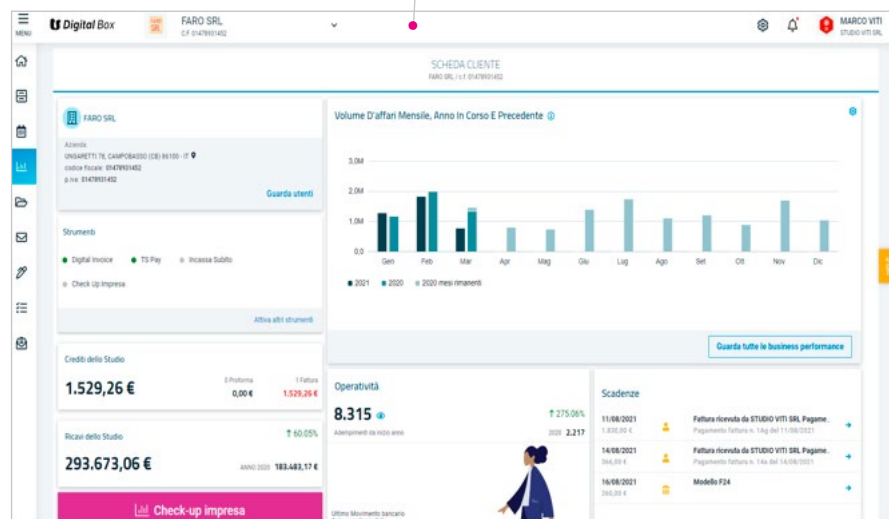 MENU
Digital Box
FARO SRL
FARO SRL
C.F 01478931452
MARCO VITI
STUDIO VITI SRL
SCHEDA CLIENTE
FARO SRL / c.f. 01478931452
FARO SRL
Azienda
UNGARETTI 78, CAMPOBASSO (CB) 86100 - IT
codice fiscale: 01478931452
p.iva: 01478931452
Guarda utenti
Strumenti
Digital Invoice
TS Pay
Incassa Subito
Check Up Impresa
Attiva altri strumenti
Crediti dello Studio
1.529,26 €
0 Proforma
0,00 €
1 Fattura
1.529,26 €
Ricavi dello Studio
60.05%
293.673,06 €
ANNO 2020 183.483,17 €
Check-up impresa
Volume D'affari Mensile, Anno In Corso E Precedente
3,0M
2,0M
1,0M
0,0
Gen Feb Mar Apr Mag Giu Lug Ago Set Ott Nov Dic
2021 2020 2020 mesi rimanenti
Guarda tutte le business performance
Operatività
8.315
275.06%
Adempimenti da inizio anno
2020 2.217
Ultimo Movimento bancario
Scadenze
11/08/2021
1.830,00 €
Fattura ricevuta da STUDIO VITI SRL Pagame..
Pagamento fattura n. 1Ag del 11/08/2021
14/08/2021
366,00 €
Fattura ricevuta da STUDIO VITI SRL Pagame..
Pagamento fattura n. 1Aa del 14/08/2021
16/08/2021
260,00 €
Modello F24